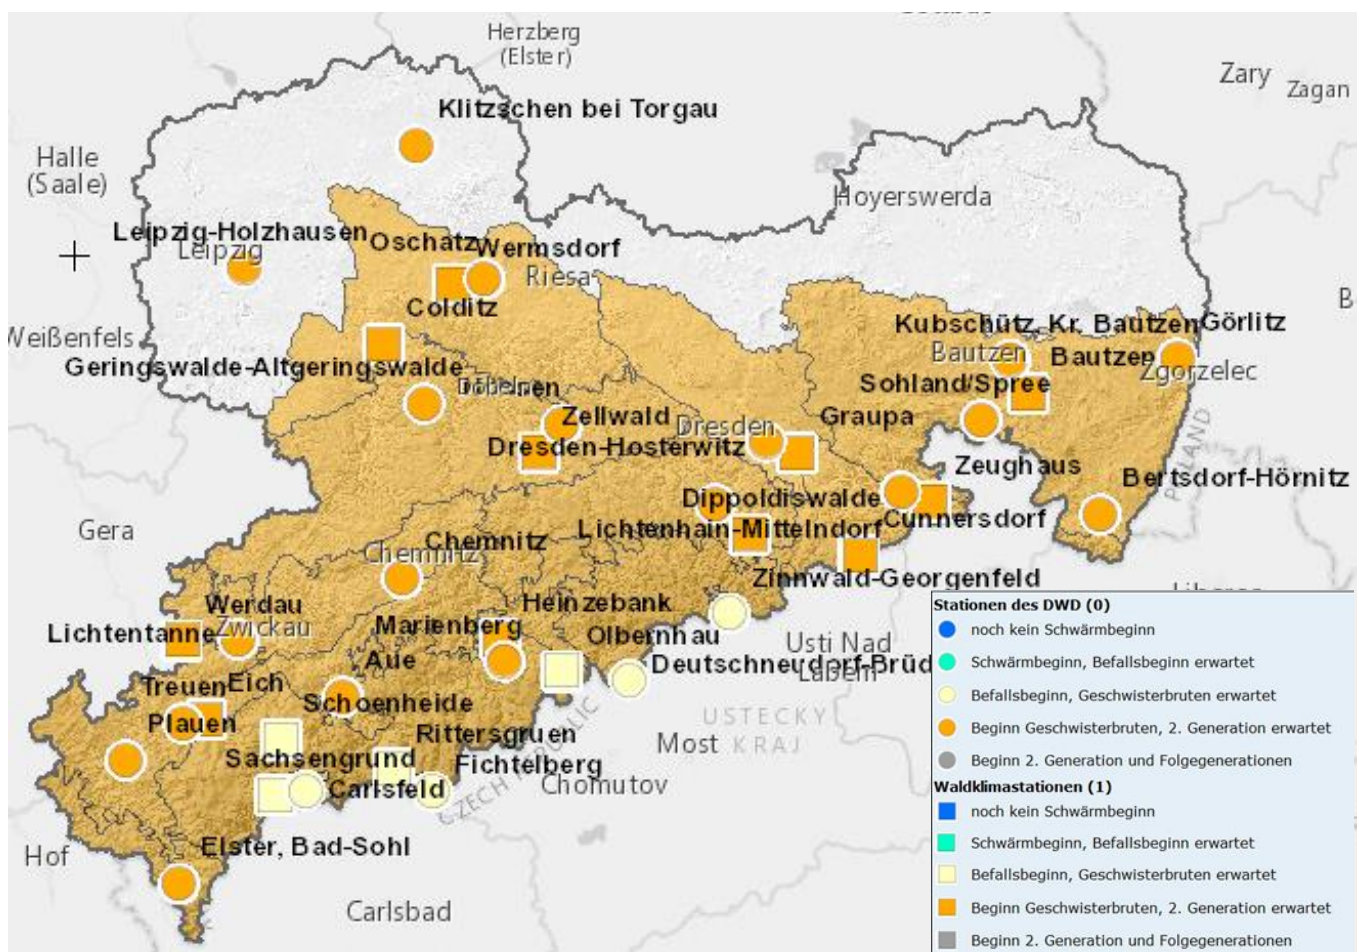 Herzberg
(Elster)
Zary
Zagan
Klitzschen bei Torgau
Halle
(Saale)
Hoyerswerda
Leipzig-Holzhausen
Leipzig
Oschatz
Wermsdorf
Riesa
Colditz
Weißenfels
Kubschütz, Kr. Bautzen
Görlitz
Bautzen
Bautzen
Zgorzelec
Geringswalde-Altgeringswalde
Sohland/Spree
Zellwald
Dresden
Graupa
Dresden-Hosterwitz
POLAND
Zeughaus
Bertsdorf-Hörnitz
Dippoldiswalde
Cunnersdorf
Lichtenhain-Mittelndorf
Gera
Chemnitz
Chemnitz
Zinnwald-Georgenfeld
Werdau
Heinzebank
Lichtentanne
Zwickau
Marienberg
Olbernhau
Usti Nad
Labem
Aue
Deutschneudorf-Brüd
Treuen
Eich
Schoenheide
Plauen
USTECKY
KRAJ
Most
Rittersgruen
Sachsengrund
Fichtelberg
Chomutov
Carlsfeld
CZECH REPUBLIC
Hof
Elster, Bad-Sohl
Carlsbad
Stationen des DWD (0)
noch kein Schwärmbeginn
Schwärmbeginn, Befallsbeginn erwartet
Befallsbeginn, Geschwisterbruten erwartet
Beginn Geschwisterbruten, 2. Generation erwartet
Beginn 2. Generation und Folgegenerationen
Waldklimastationen (1)
noch kein Schwärmbeginn
Schwärmbeginn, Befallsbeginn erwartet
Befallsbeginn, Geschwisterbruten erwartet
Beginn Geschwisterbruten, 2. Generation erwartet
Beginn 2. Generation und Folgegenerationen